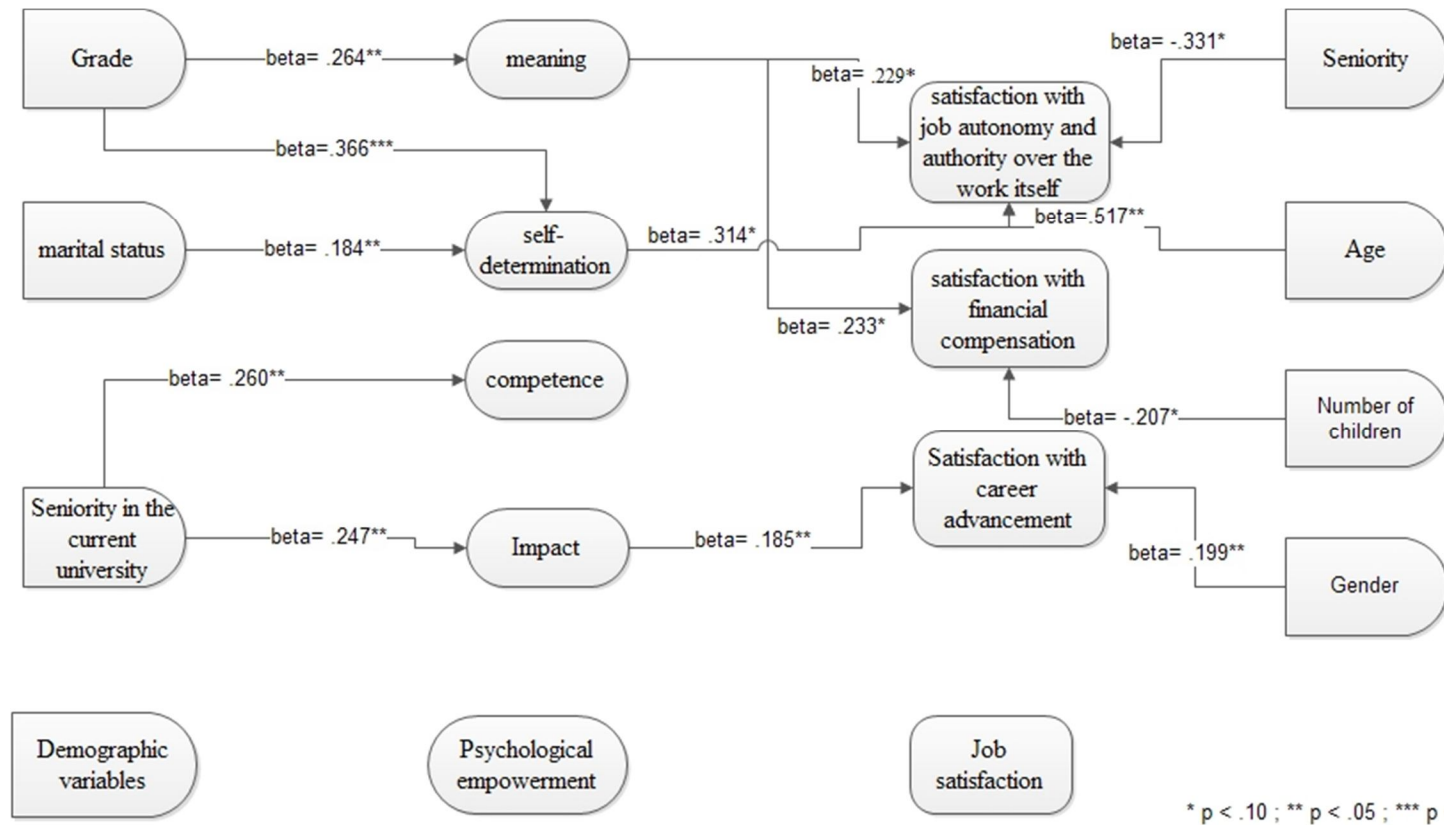 Grade
beta= .264**
meaning
beta= -.331*
Seniority
beta= .229*
satisfaction with
job autonomy and
authority over the
work itself
beta=.366***
marital status
beta= .184**
self-
determination
beta= .314*
beta=.517**
Age
satisfaction with
financial
compensation
beta= .233*
beta= .260**
competence
Number of
children
beta= -.207*
Seniority in the
current
university
beta= .247**
Impact
beta= .185**
Satisfaction with
career
advancement
beta= .199**
Gender
Demographic
variables
Psychological
empowerment
Job
satisfaction
* p < .10 ; ** p < .05 ; *** p